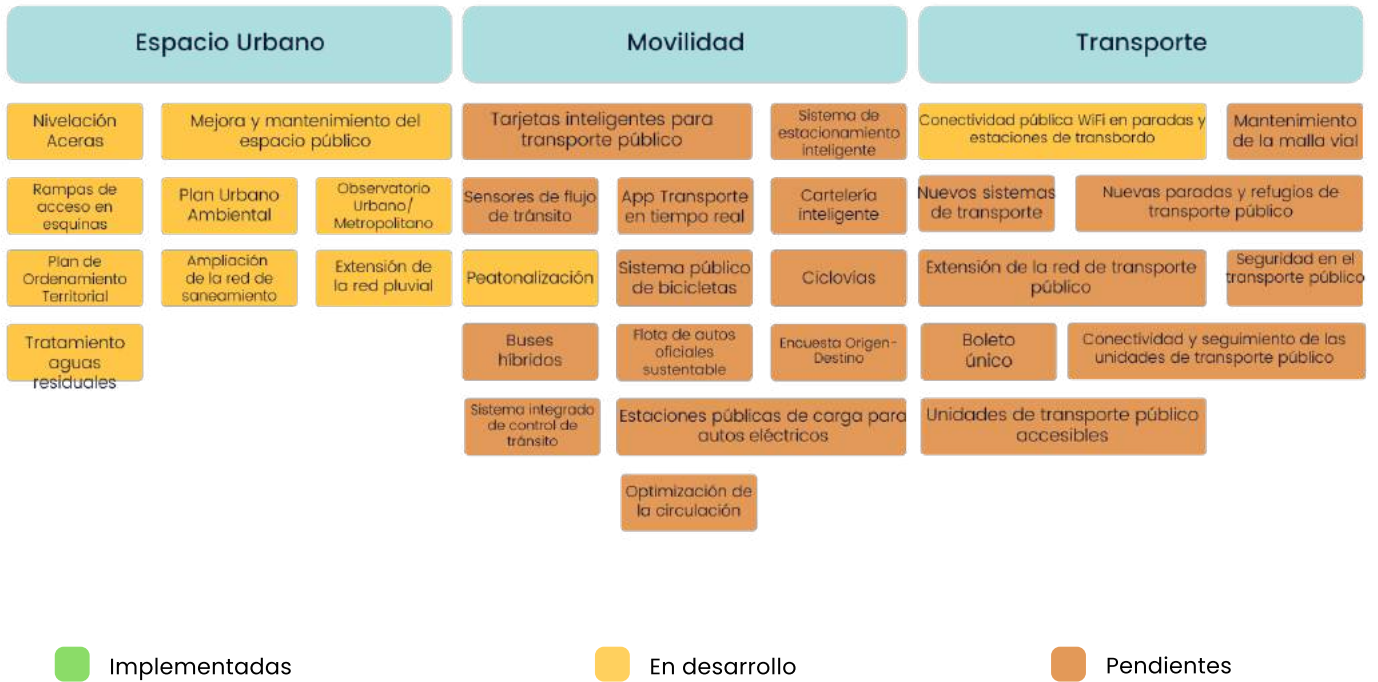 Espacio Urbano
Movilidad
Transporte
Nivelación
Aceras
Mejora y mantenimiento del
espacio público
Rampas de
acceso en
esquinas
Plan Urbano
Ambiental
Observatorio
Urbano/
Metropolitano
Plan de
Ordenamiento
Territorial
Ampliación
de la red de
saneamiento
Extensión de
la red pluvial
Tratamiento
aguas
residuales
Tarjetas inteligentes para
transporte público
Sistema de
estacionamiento
inteligente
Sensores de flujo
de tránsito
App Transporte
en tiempo real
Cartelería
inteligente
Peatonalización
Sistema público
de bicicletas
Ciclovías
Buses
híbridos
Flota de autos
oficiales
sustentable
Encuesta Origen-
Destino
Sistema integrado
de control de
tránsito
Estaciones públicas de carga para
autos eléctricos
Optimización de
la circulación
Conectividad pública WiFi en paradas y
estaciones de transbordo
Mantenimiento
de la malla vial
Nuevos sistemas
de transporte
Nuevas paradas y refugios de
transporte público
Extensión de la red de transporte
público
Seguridad en el
transporte público
Boleto
único
Conectividad y seguimiento de las
unidades de transporte público
Unidades de transporte público
accesibles
Implementadas
En desarrollo
Pendientes